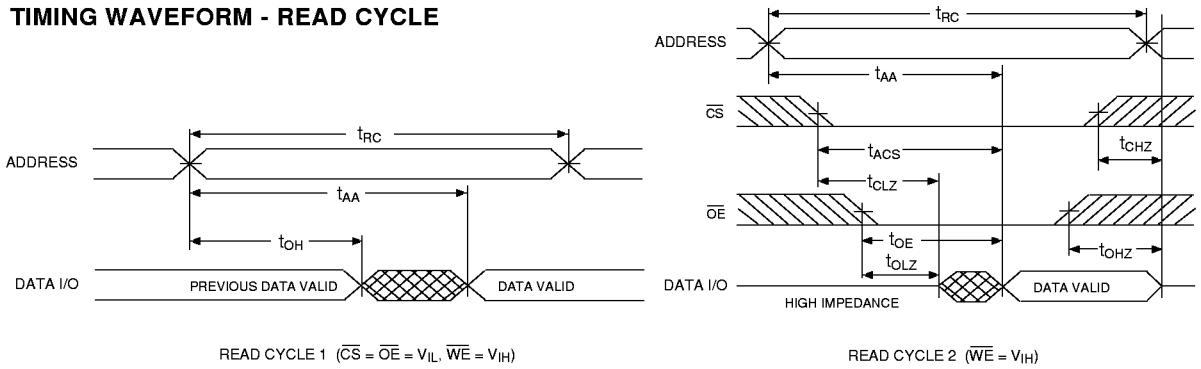 TIMING WAVEFORM - READ CYCLE
ADDRESS
tRC
tAA
tOH
DATA I/O
PREVIOUS DATA VALID
DATA VALID
READ CYCLE 1 (CS = OE = VIL, WE = VIH)
tRC
ADDRESS
tAA
CS
tACS
tCHZ
tCLZ
OE
tOE
tOHZ
tOLZ
DATA I/O
HIGH IMPEDANCE
DATA VALID
READ CYCLE 2 (WE = VIH)